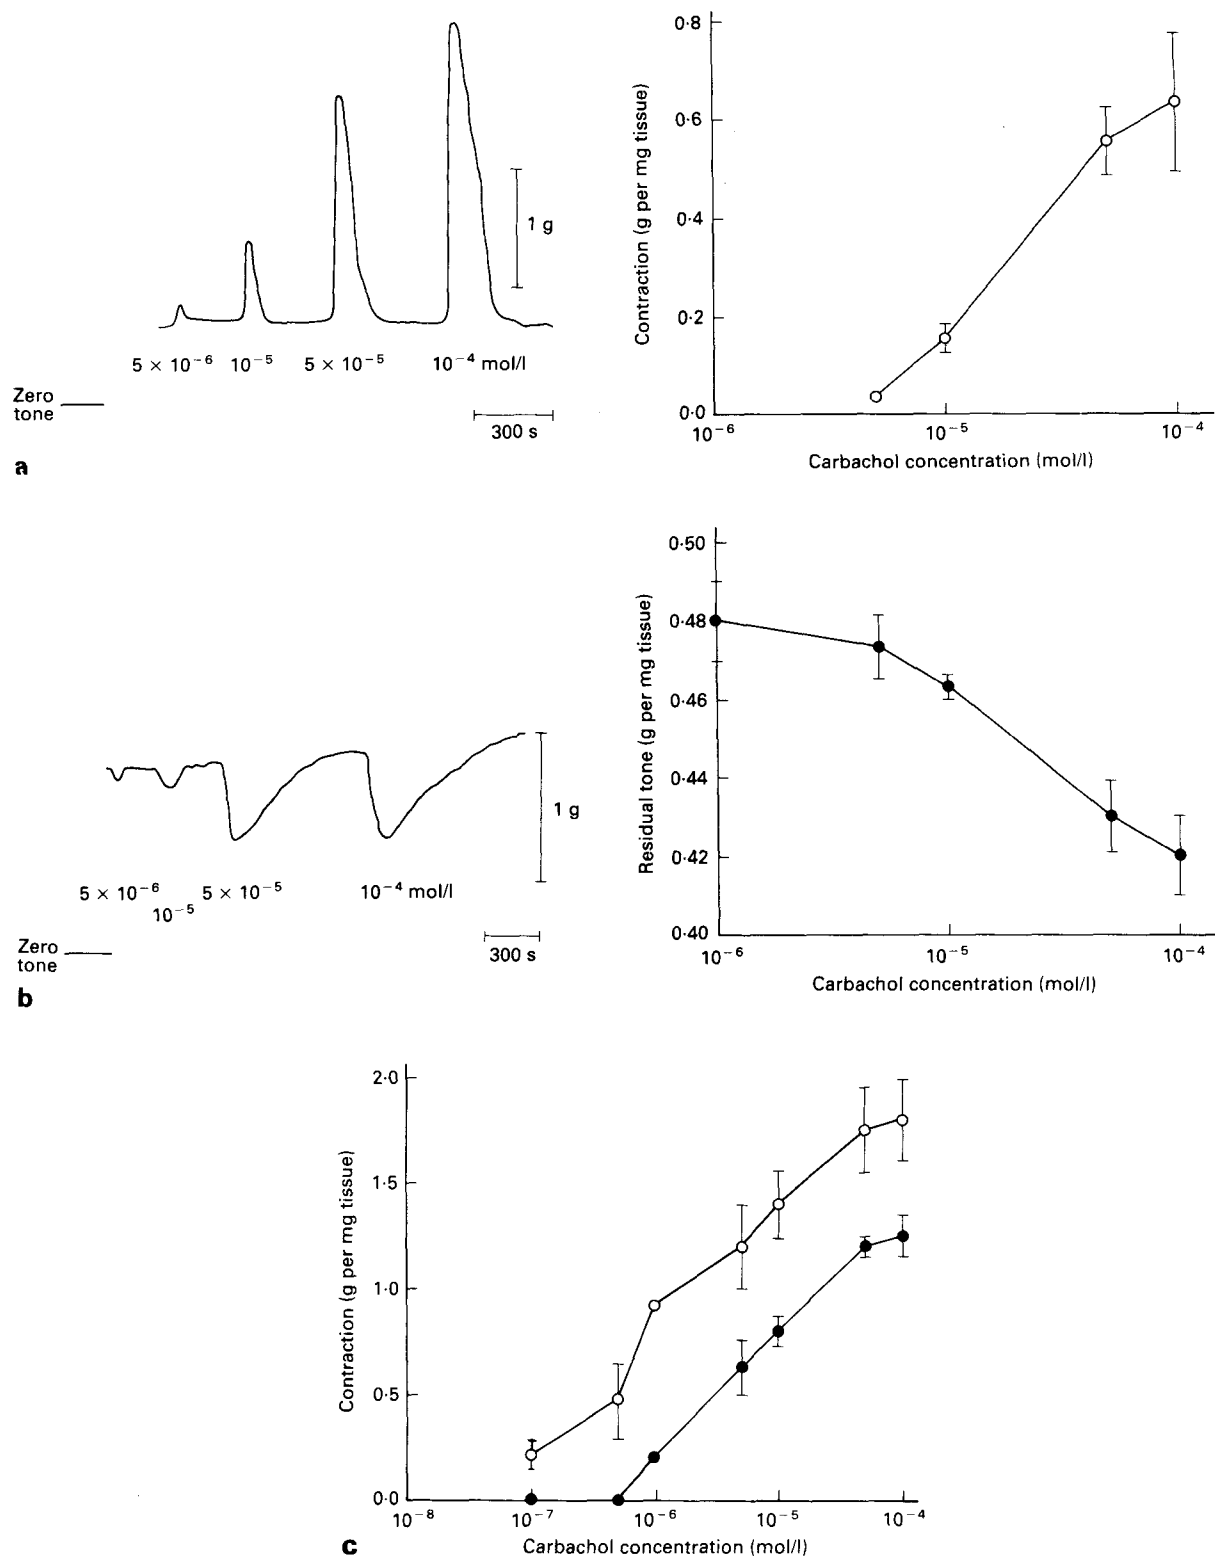 1 g
5 × 10⁻⁶ 10⁻⁵ 5 × 10⁻⁵ 10⁻⁴ mol/l
Zero
tone
300 s
a
0·8
0·6
0·4
0·2
0·0
Contraction (g per mg tissue)
10⁻⁶ 10⁻⁵ 10⁻⁴
Carbachol concentration (mol/l)
1 g
5 × 10⁻⁶ 5 × 10⁻⁵ 10⁻⁴ mol/l
10⁻⁵
Zero
tone
300 s
b
0·50
0·48
0·46
0·44
0·42
0·40
Residual tone (g per mg tissue)
10⁻⁶ 10⁻⁵ 10⁻⁴
Carbachol concentration (mol/l)
2·0
1·5
1·0
0·5
0·0
Contraction (g per mg tissue)
10⁻⁸ 10⁻⁷ 10⁻⁶ 10⁻⁵ 10⁻⁴
Carbachol concentration (mol/l)
c